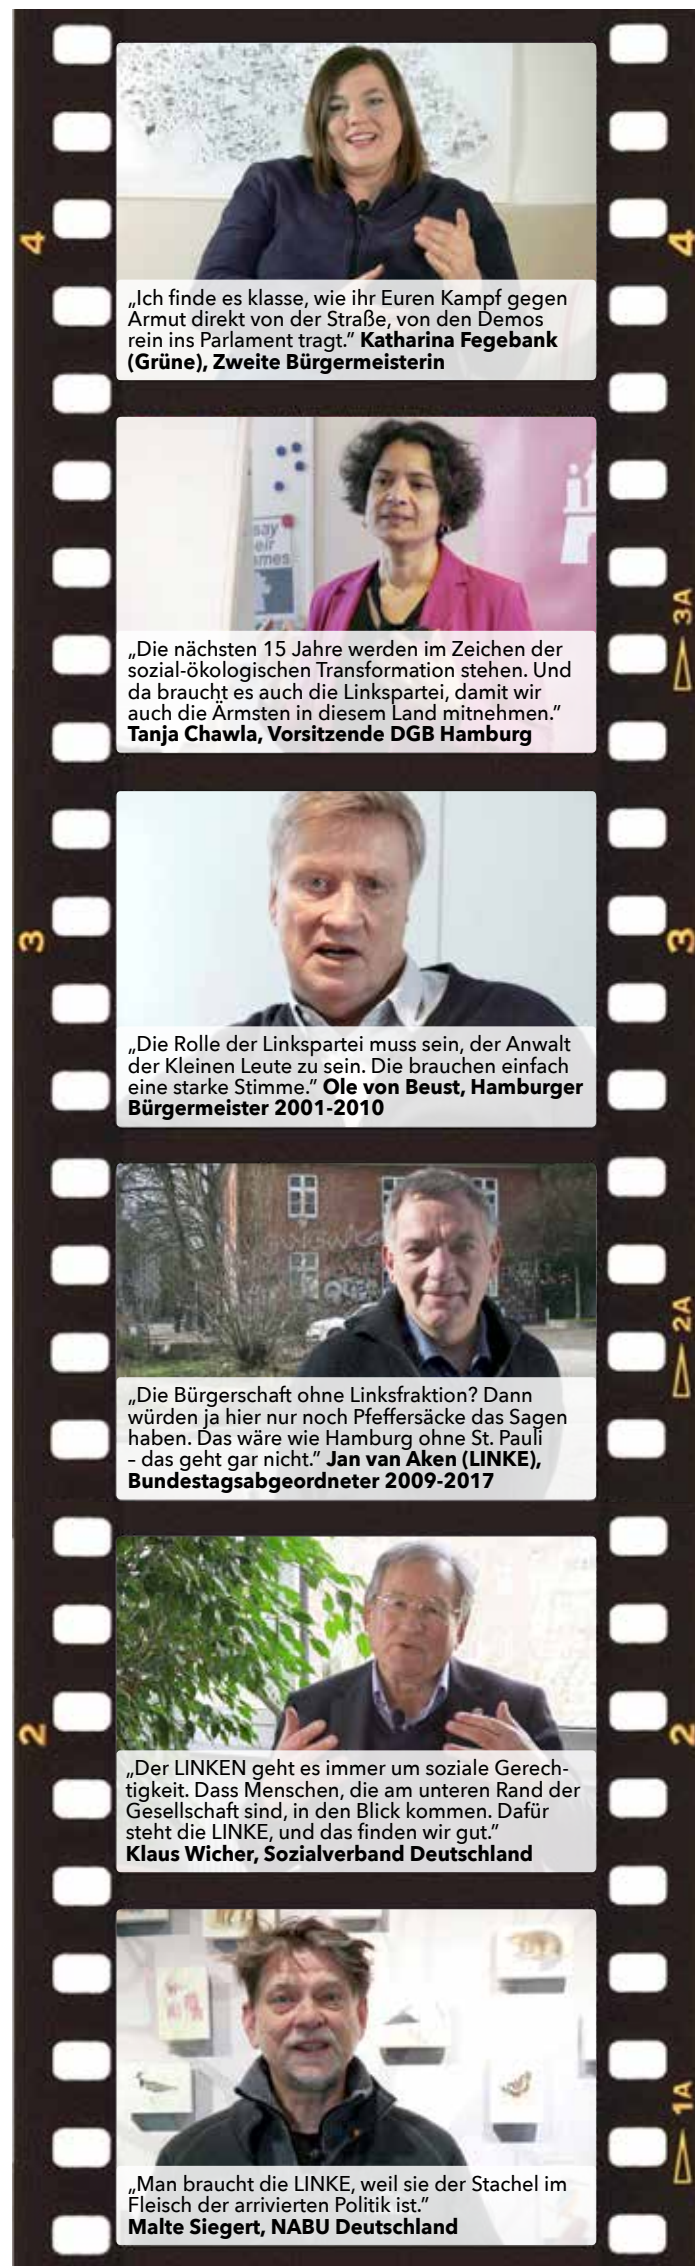 4
4
„Ich finde es klasse, wie ihr Euren Kampf gegen
Armut direkt von der Straße, von den Demos
rein ins Parlament tragt.” Katharina Fegebank
(Grüne), Zweite Bürgermeisterin
say
eir
mes
3A
„Die nächsten 15 Jahre werden im Zeichen der
sozial-ökologischen Transformation stehen. Und
da braucht es auch die Linkspartei, damit wir
auch die Ärmsten in diesem Land mitnehmen.”
Tanja Chawla, Vorsitzende DGB Hamburg
3
3
„Die Rolle der Linkspartei muss sein, der Anwalt
der Kleinen Leute zu sein. Die brauchen einfach
eine starke Stimme.” Ole von Beust, Hamburger
Bürgermeister 2001-2010
2A
„Die Bürgerschaft ohne Linksfraktion? Dann
würden ja hier nur noch Pfeffersäcke das Sagen
haben. Das wäre wie Hamburg ohne St. Pauli
– das geht gar nicht.” Jan van Aken (LINKE),
Bundestagsabgeordneter 2009-2017
2
2
„Der LINKEN geht es immer um soziale Gerech-
tigkeit. Dass Menschen, die am unteren Rand der
Gesellschaft sind, in den Blick kommen. Dafür
steht die LINKE, und das finden wir gut.”
Klaus Wicher, Sozialverband Deutschland
1A
„Man braucht die LINKE, weil sie der Stachel im
Fleisch der arrivierten Politik ist.”
Malte Siegert, NABU Deutschland